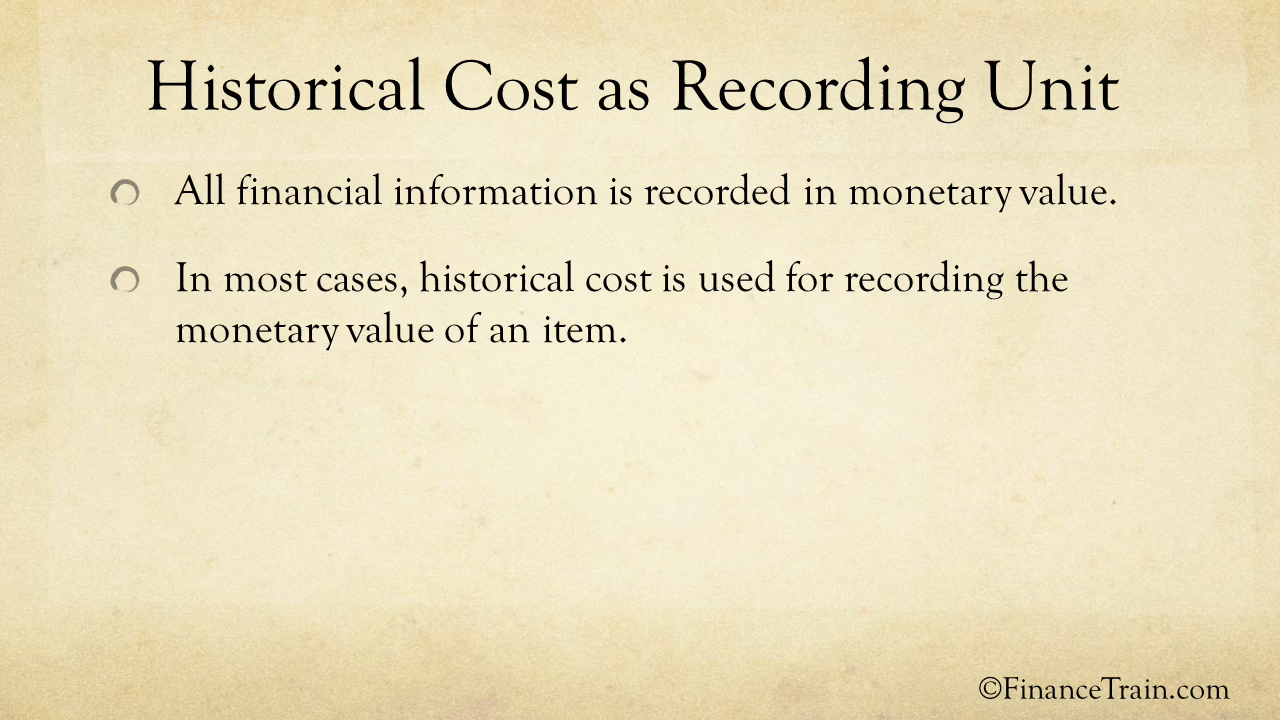 Historical Cost as Recording Unit
All financial information is recorded in monetary value.
In most cases, historical cost is used for recording the
monetary value of an item.
©FinanceTrain.com